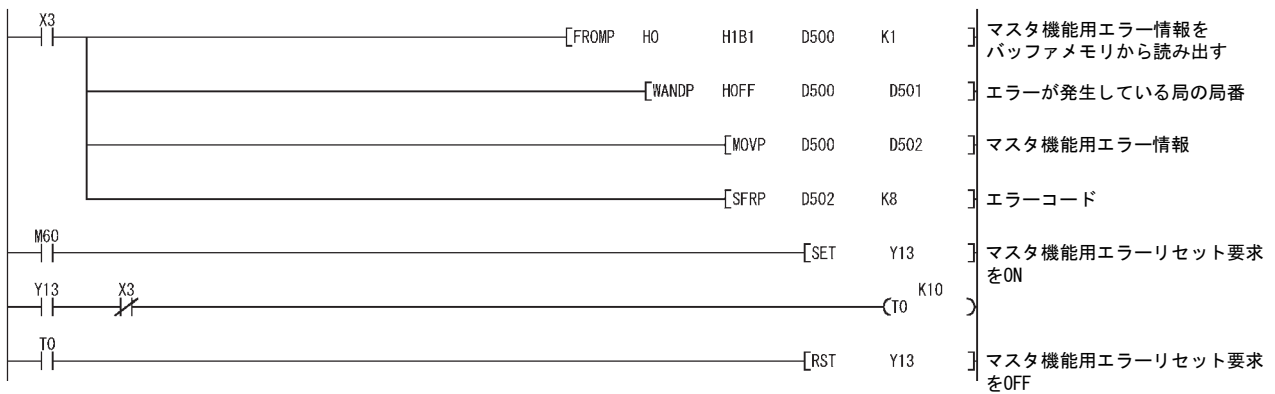 X3
[FROMP H0 H1B1 D500 K1 ] マスタ機能用エラー情報を
バッファメモリから読み出す
[WANDP H0FF D500 D501 ] エラーが発生している局の局番
[MOVP D500 D502 ] マスタ機能用エラー情報
[SFRP D502 K8 ] エラーコード
M60
[SET Y13 ] マスタ機能用エラーリセット要求
をON
Y13 X3 K10
(T0 )
T0
[RST Y13 ] マスタ機能用エラーリセット要求
をOFF